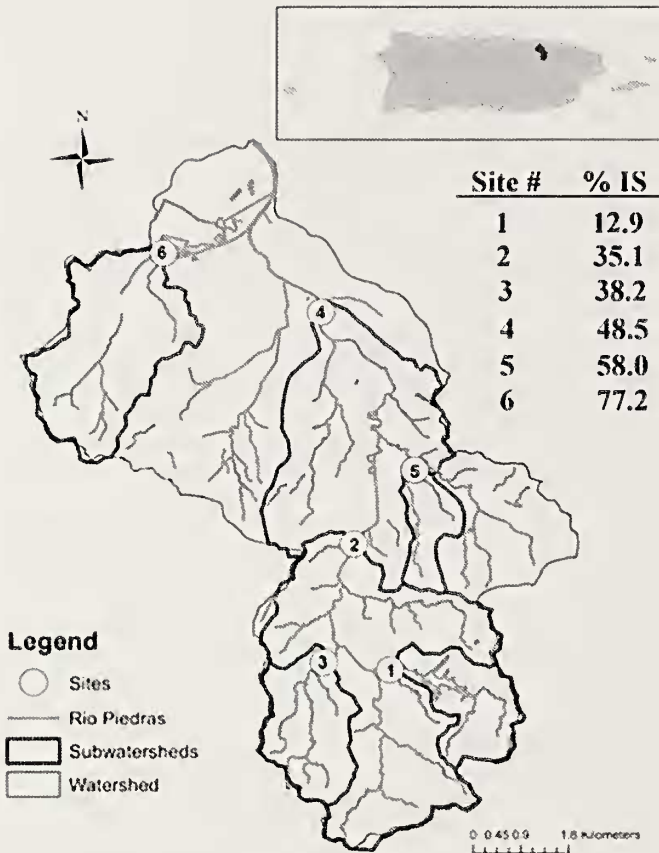 N
Site # % IS
1 12.9
2 35.1
3 38.2
4 48.5
5 58.0
6 77.2
6
4
5
2
3
1
Legend
Sites
Rio Piedras
Subwatersheds
Watershed
0 0.45 0.9 1.8 Kilometers